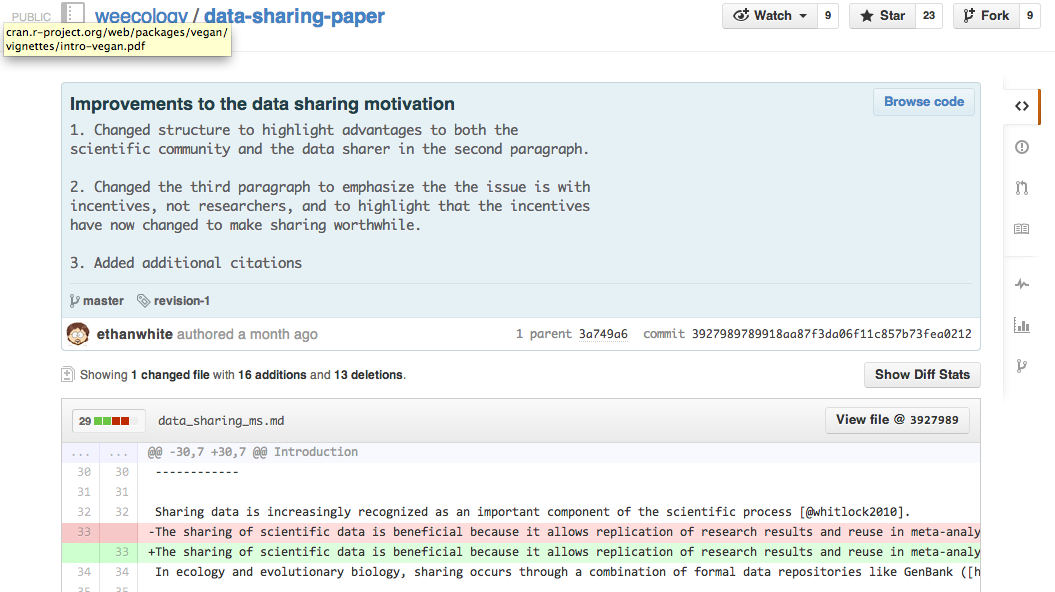 PUBLIC weecology / data-sharing-paper
Watch 9 Star 23 Fork 9
cran.r-project.org/web/packages/vegan/
vignettes/intro-vegan.pdf
Improvements to the data sharing motivation
Browse code
1. Changed structure to highlight advantages to both the
scientific community and the data sharer in the second paragraph.
2. Changed the third paragraph to emphasize the the issue is with
incentives, not researchers, and to highlight that the incentives
have now changed to make sharing worthwhile.
3. Added additional citations
master revision-1
ethanwhite authored a month ago 1 parent 3a749a6 commit 3927989789918aa87f3da06f11c857b73fea0212
Showing 1 changed file with 16 additions and 13 deletions. Show Diff Stats
29 data_sharing_ms.md View file @ 3927989
... ... @@ -30,7 +30,7 @@ Introduction
30 30 ------------
31 31
32 32 Sharing data is increasingly recognized as an important component of the scientific process [@whitlock2010].
33 -The sharing of scientific data is beneficial because it allows replication of research results and reuse in meta-analy
33 +The sharing of scientific data is beneficial because it allows replication of research results and reuse in meta-analy
34 34 In ecology and evolutionary biology, sharing occurs through a combination of formal data repositories like GenBank ([h
35 35